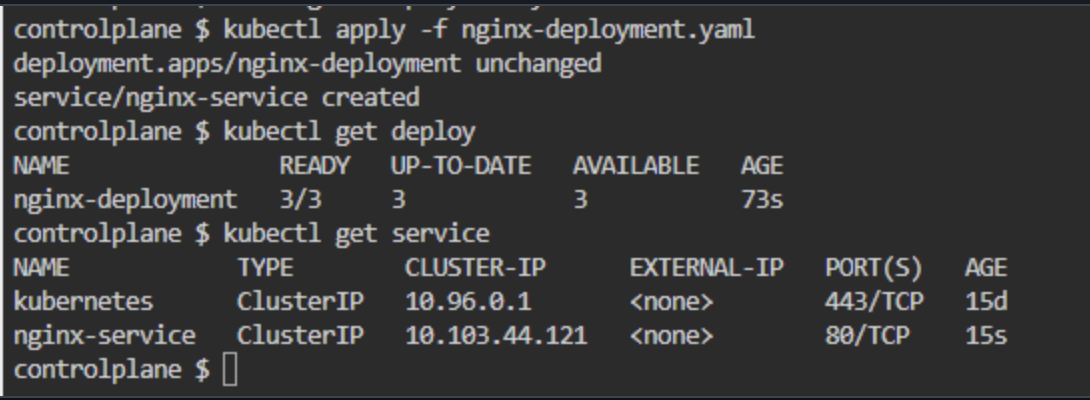 controlplane $ kubectl apply -f nginx-deployment.yaml
deployment.apps/nginx-deployment unchanged
service/nginx-service created
controlplane $ kubectl get deploy
NAME READY UP-TO-DATE AVAILABLE AGE
nginx-deployment 3/3 3 3 73s
controlplane $ kubectl get service
NAME TYPE CLUSTER-IP EXTERNAL-IP PORT(S) AGE
kubernetes ClusterIP 10.96.0.1 <none> 443/TCP 15d
nginx-service ClusterIP 10.103.44.121 <none> 80/TCP 15s
controlplane $